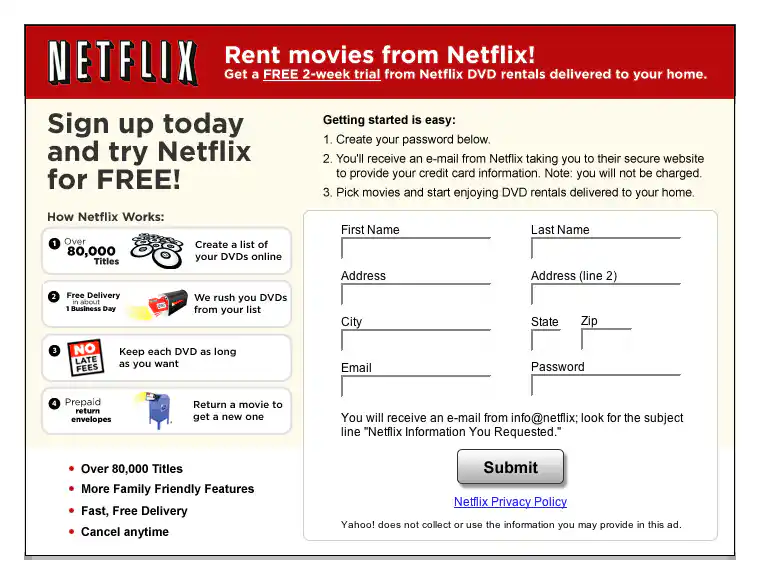 NETFLIX
Rent movies from Netflix!
Get a FREE 2-week trial from Netflix DVD rentals delivered to your home.
Sign up today
and try Netflix
for FREE!
How Netflix Works:
1 Over
80,000
Titles
Create a list of
your DVDs online
2 Free Delivery
in about
1 Business Day
We rush you DVDs
from your list
3 NO
LATE
FEES
Keep each DVD as long
as you want
4 Prepaid
return
envelopes
Return a movie to
get a new one
• Over 80,000 Titles
• More Family Friendly Features
• Fast, Free Delivery
• Cancel anytime
Getting started is easy:
1. Create your password below.
2. You'll receive an e-mail from Netflix taking you to their secure website
to provide your credit card information. Note: you will not be charged.
3. Pick movies and start enjoying DVD rentals delivered to your home.
First Name
Last Name
Address
Address (line 2)
City
State
Zip
Email
Password
You will receive an e-mail from info@netflix; look for the subject
line "Netflix Information You Requested."
Submit
Netflix Privacy Policy
Yahoo! does not collect or use the information you may provide in this ad.